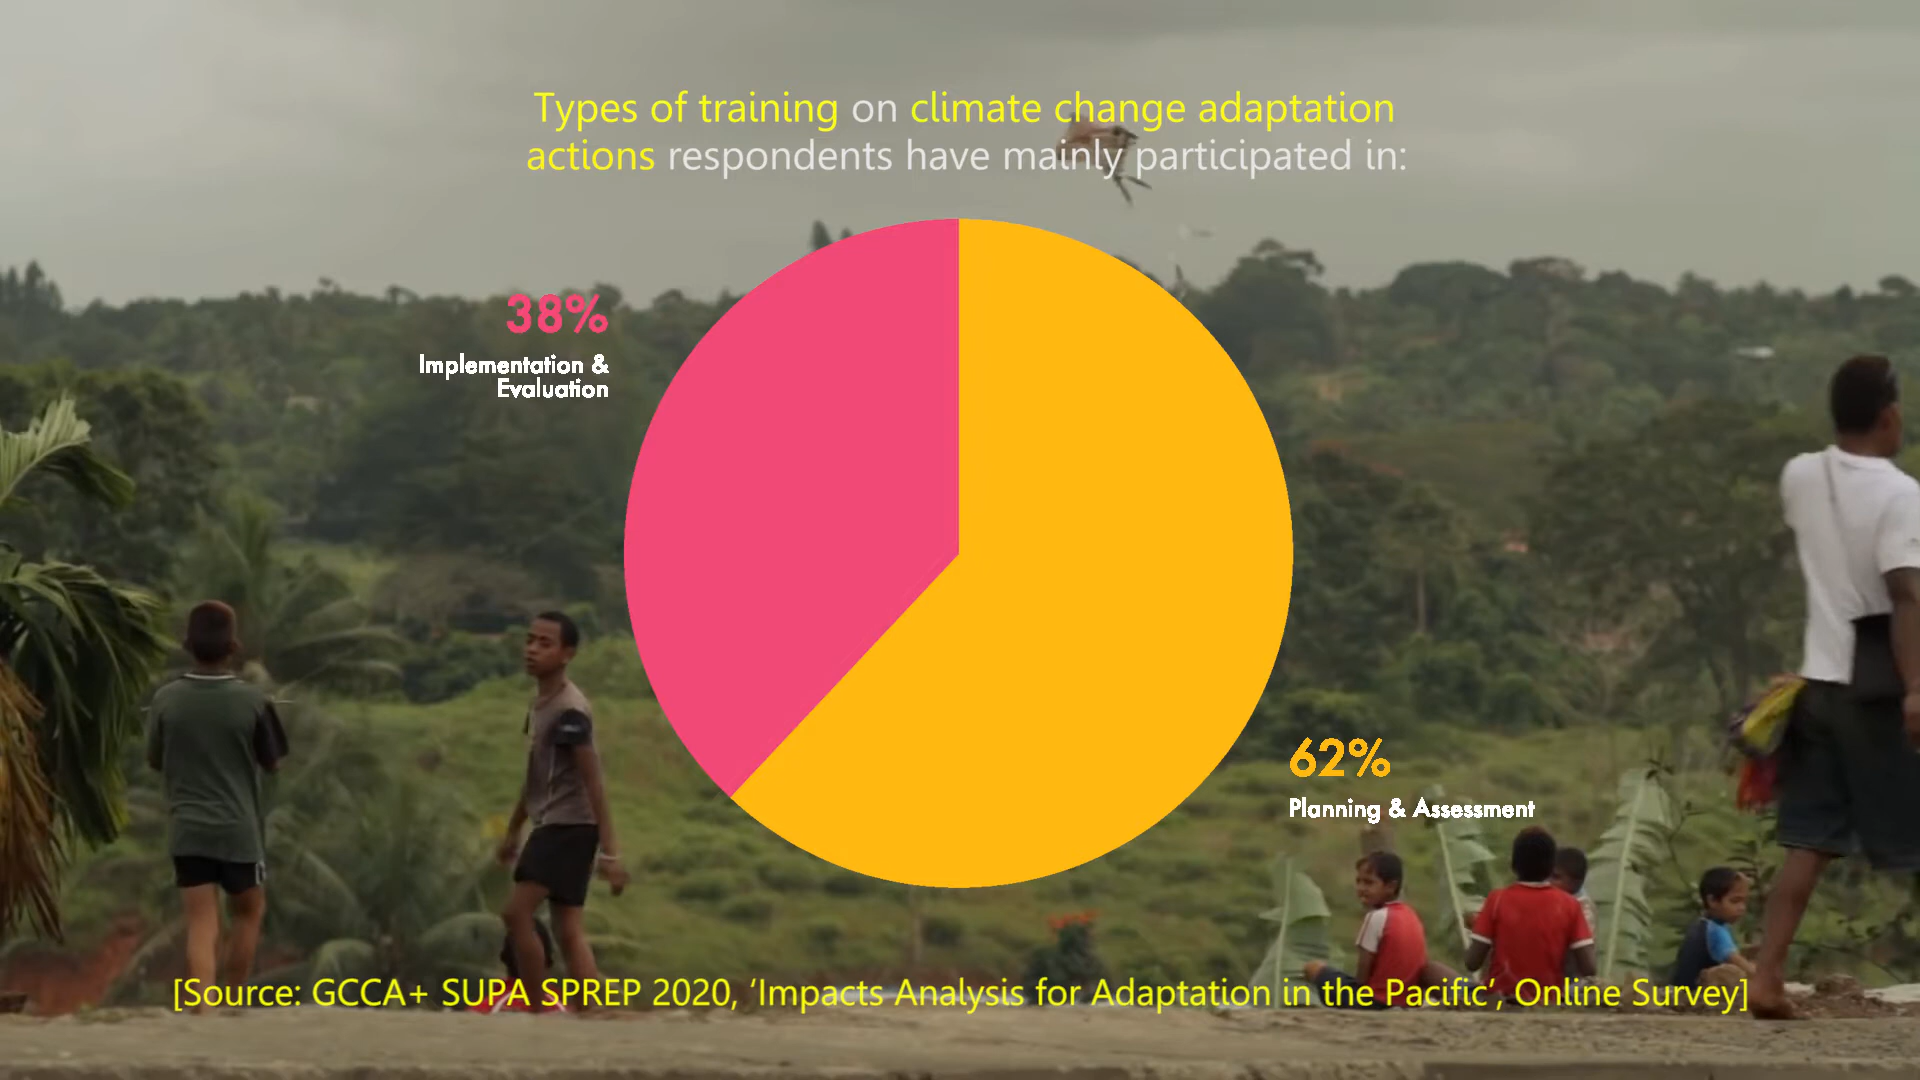 Types of training on climate change adaptation
actions respondents have mainly participated in:
38%
Implementation &
Evaluation
62%
Planning & Assessment
[Source: GCCA+ SUPA SPREP 2020, ‘Impacts Analysis for Adaptation in the Pacific’, Online Survey]